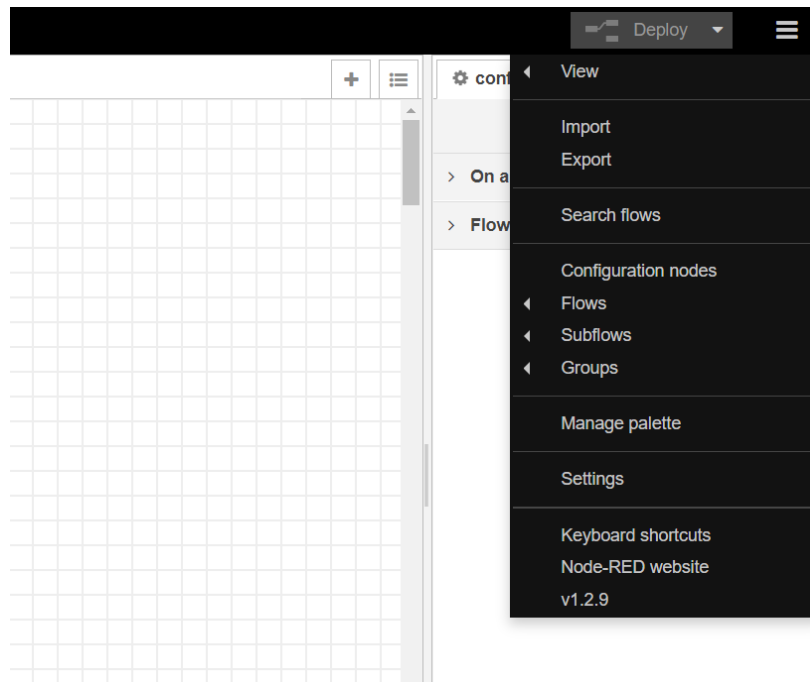 Deploy
conf
View
Import
Export
On a
Search flows
Flow
Configuration nodes
Flows
Subflows
Groups
Manage palette
Settings
Keyboard shortcuts
Node-RED website
v1.2.9